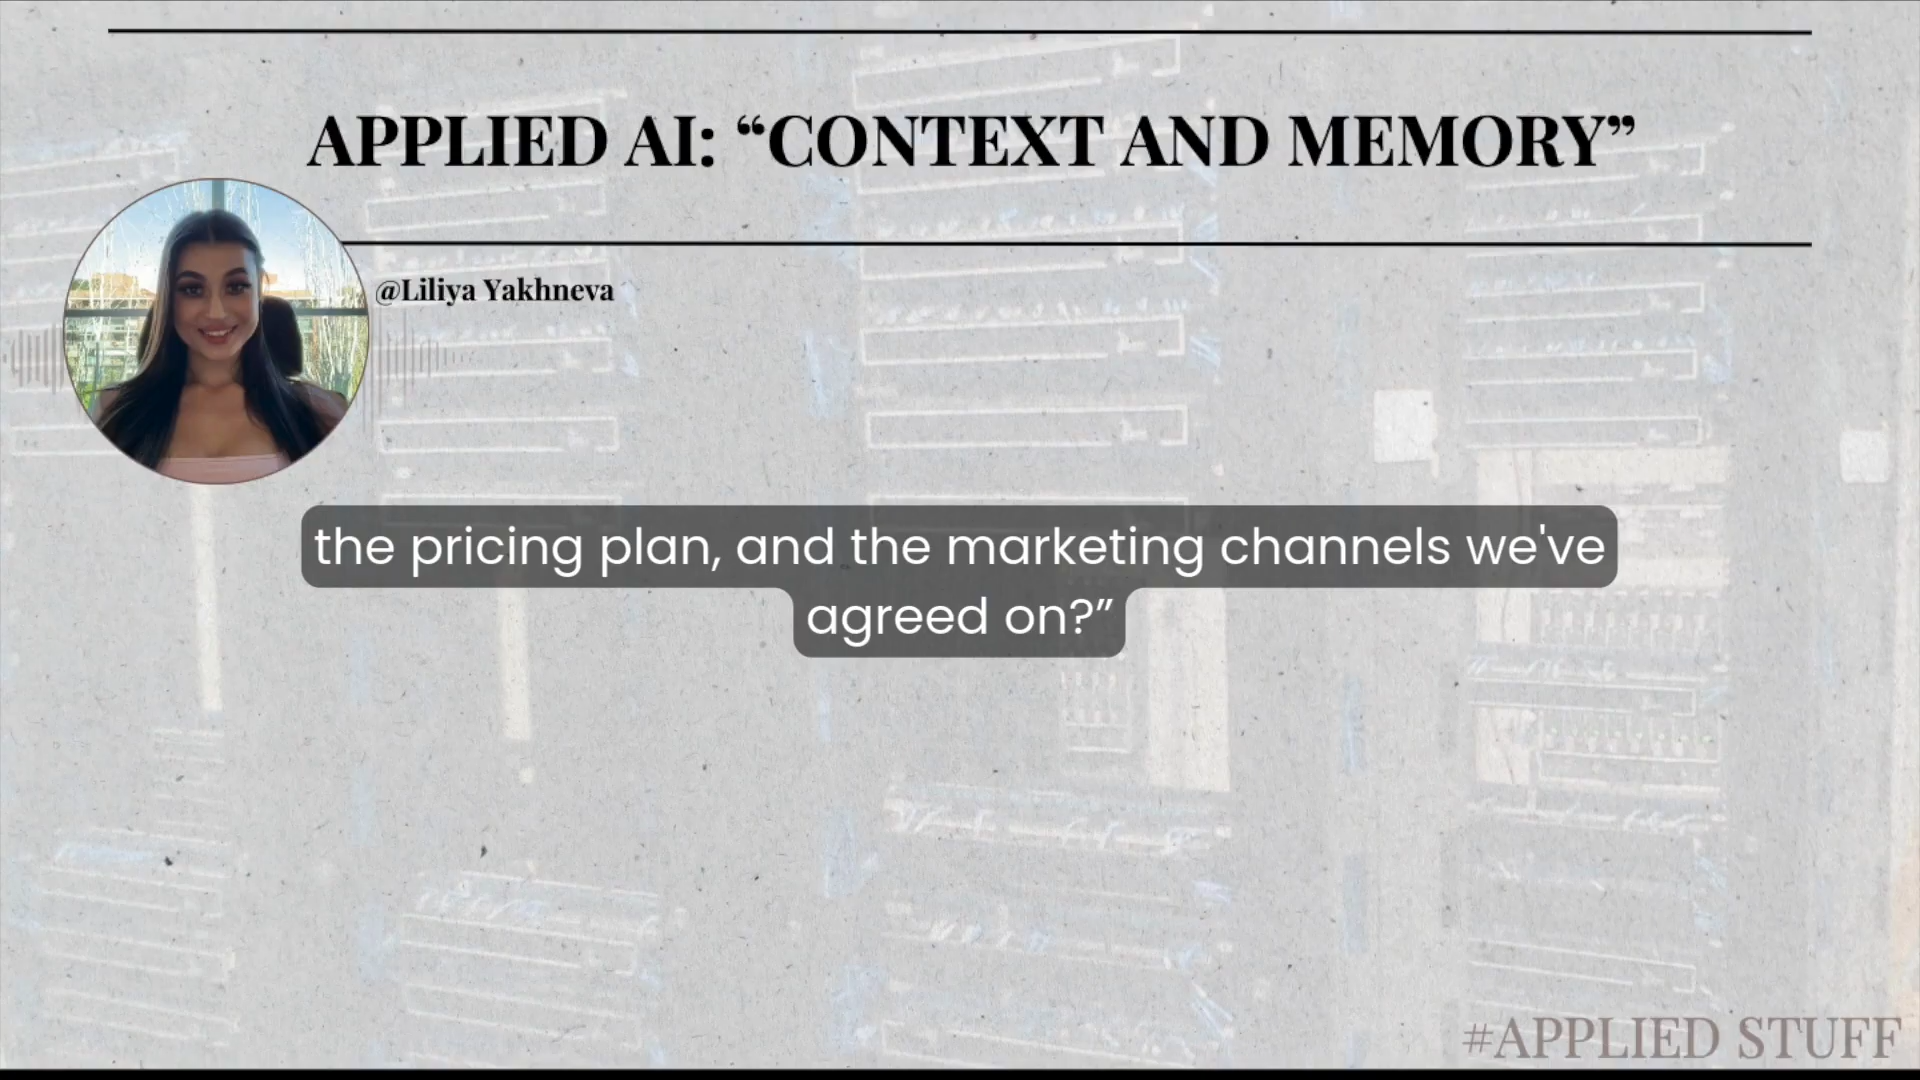 APPLIED AI: “CONTEXT AND MEMORY”
@Liliya Yakhneva
the pricing plan, and the marketing channels we've
agreed on?”
#APPLIED STUFF